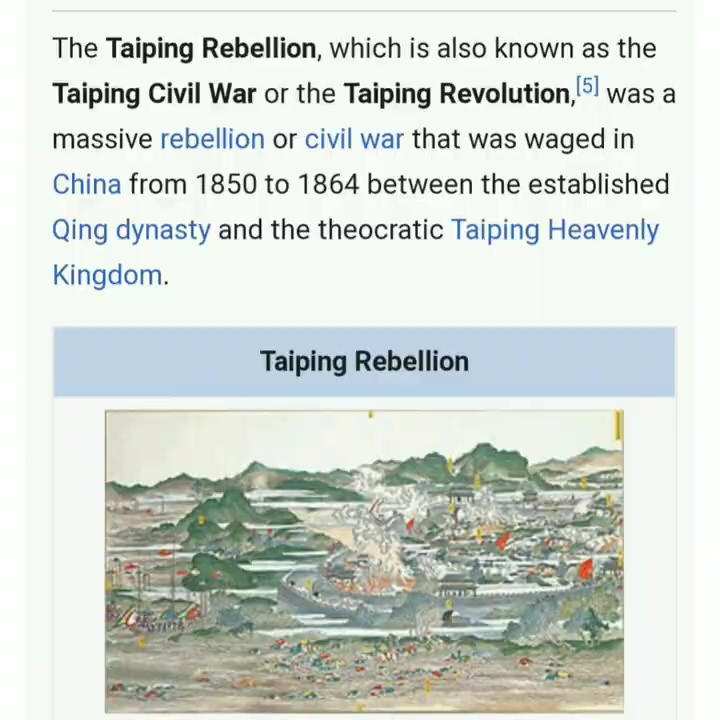 The Taiping Rebellion, which is also known as the
Taiping Civil War or the Taiping Revolution,[5] was a
massive rebellion or civil war that was waged in
China from 1850 to 1864 between the established
Qing dynasty and the theocratic Taiping Heavenly
Kingdom.
Taiping Rebellion